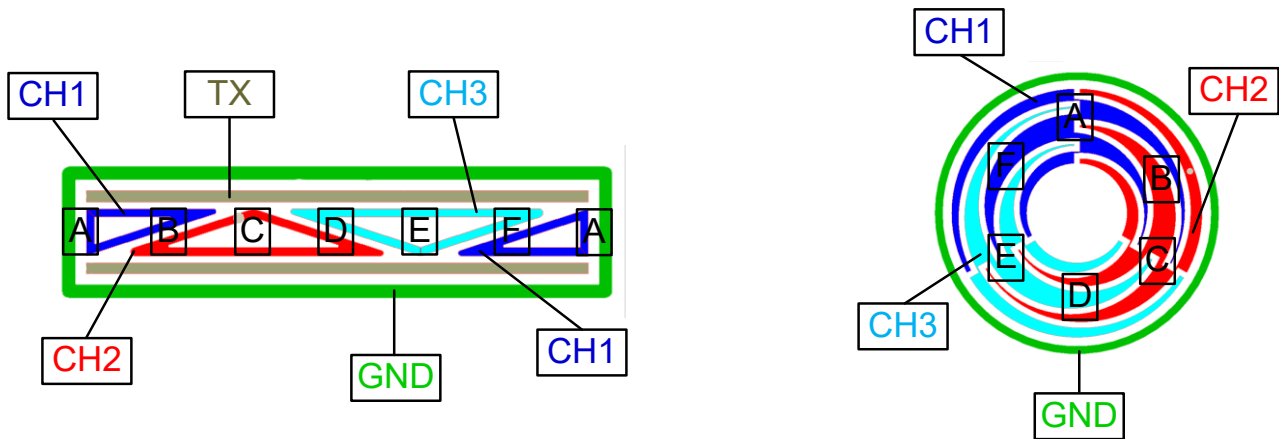 CH1
TX
CH3
A B C D E F A
CH2
GND
CH1
CH1
CH2
A
F
B
E
C
D
CH3
GND